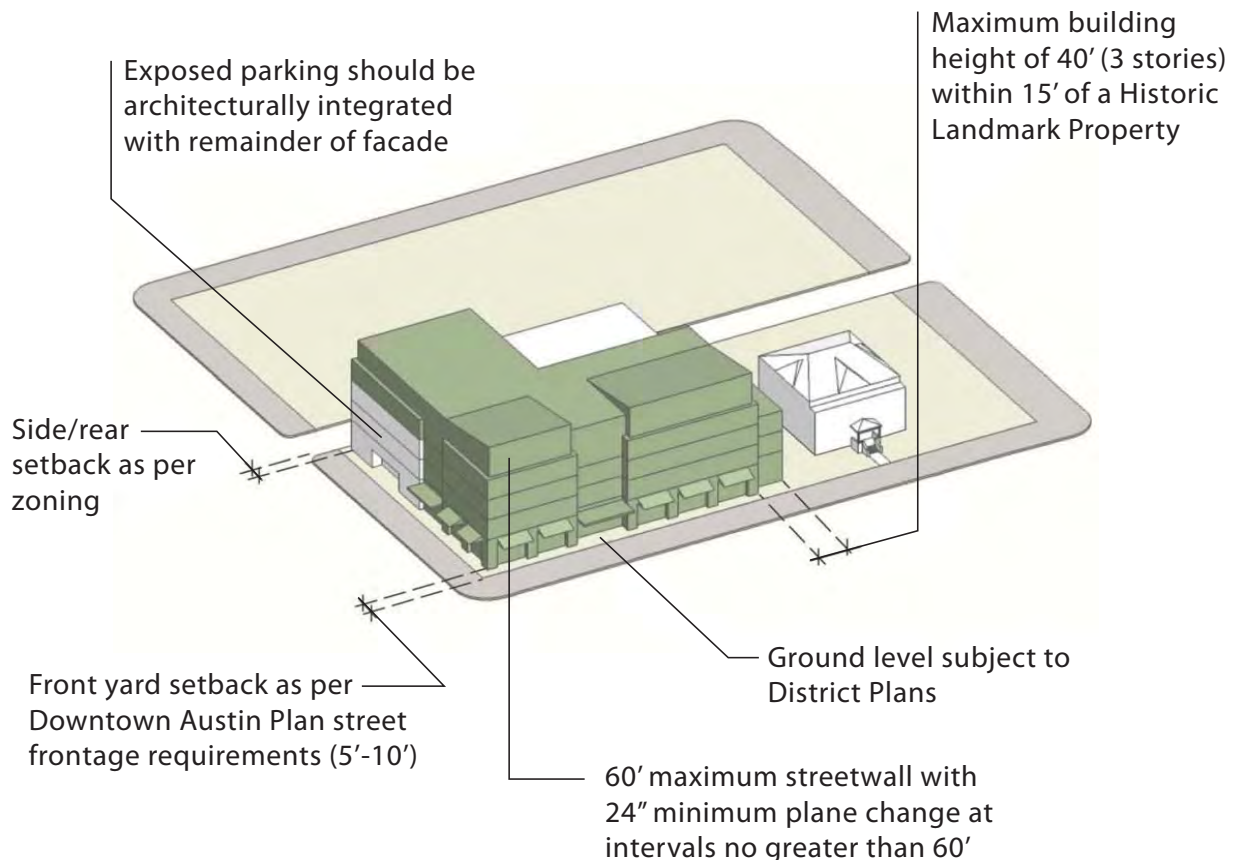 Maximum building
height of 40’ (3 stories)
within 15’ of a Historic
Landmark Property
Exposed parking should be
architecturally integrated
with remainder of facade
Side/rear
setback as per
zoning
Front yard setback as per
Downtown Austin Plan street
frontage requirements (5’-10’)
Ground level subject to
District Plans
60’ maximum streetwall with
24” minimum plane change at
intervals no greater than 60’